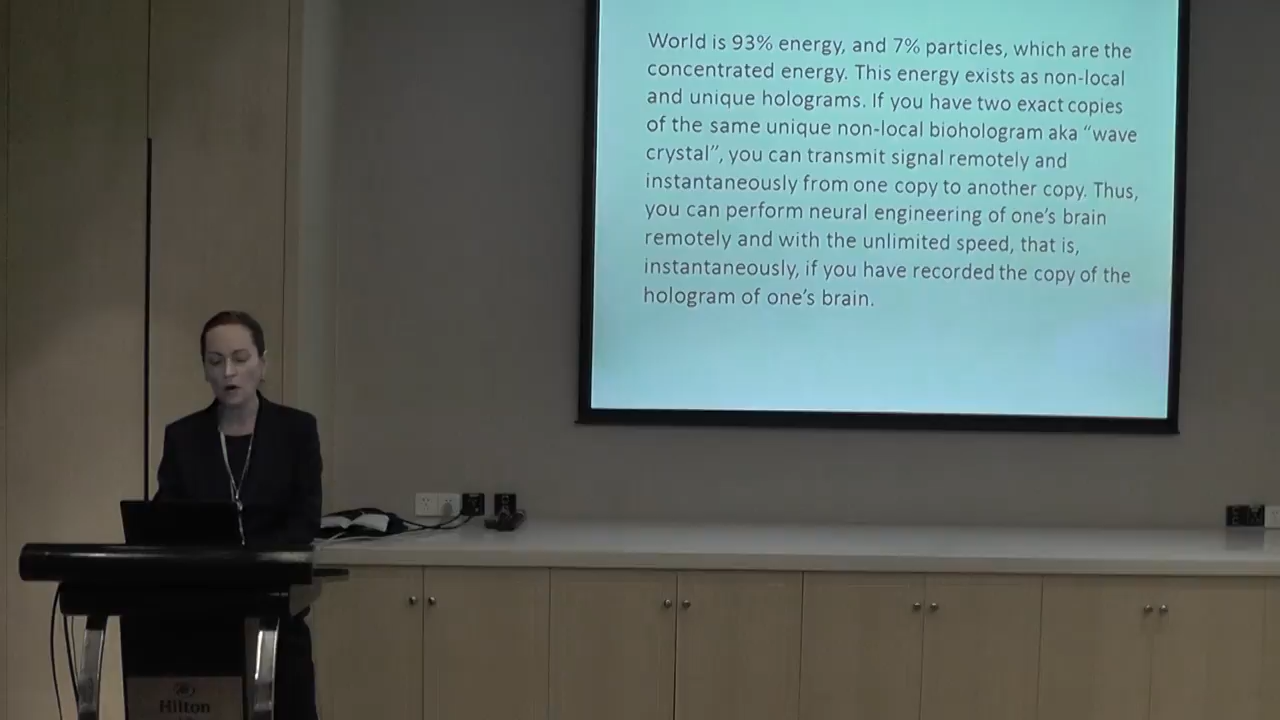 World is 93% energy, and 7% particles, which are the
concentrated energy. This energy exists as non-local
and unique holograms. If you have two exact copies
of the same unique non-local biohologram aka “wave
crystal”, you can transmit signal remotely and
instantaneously from one copy to another copy. Thus,
you can perform neural engineering of one’s brain
remotely and with the unlimited speed, that is,
instantaneously, if you have recorded the copy of the
hologram of one’s brain.
Hilton